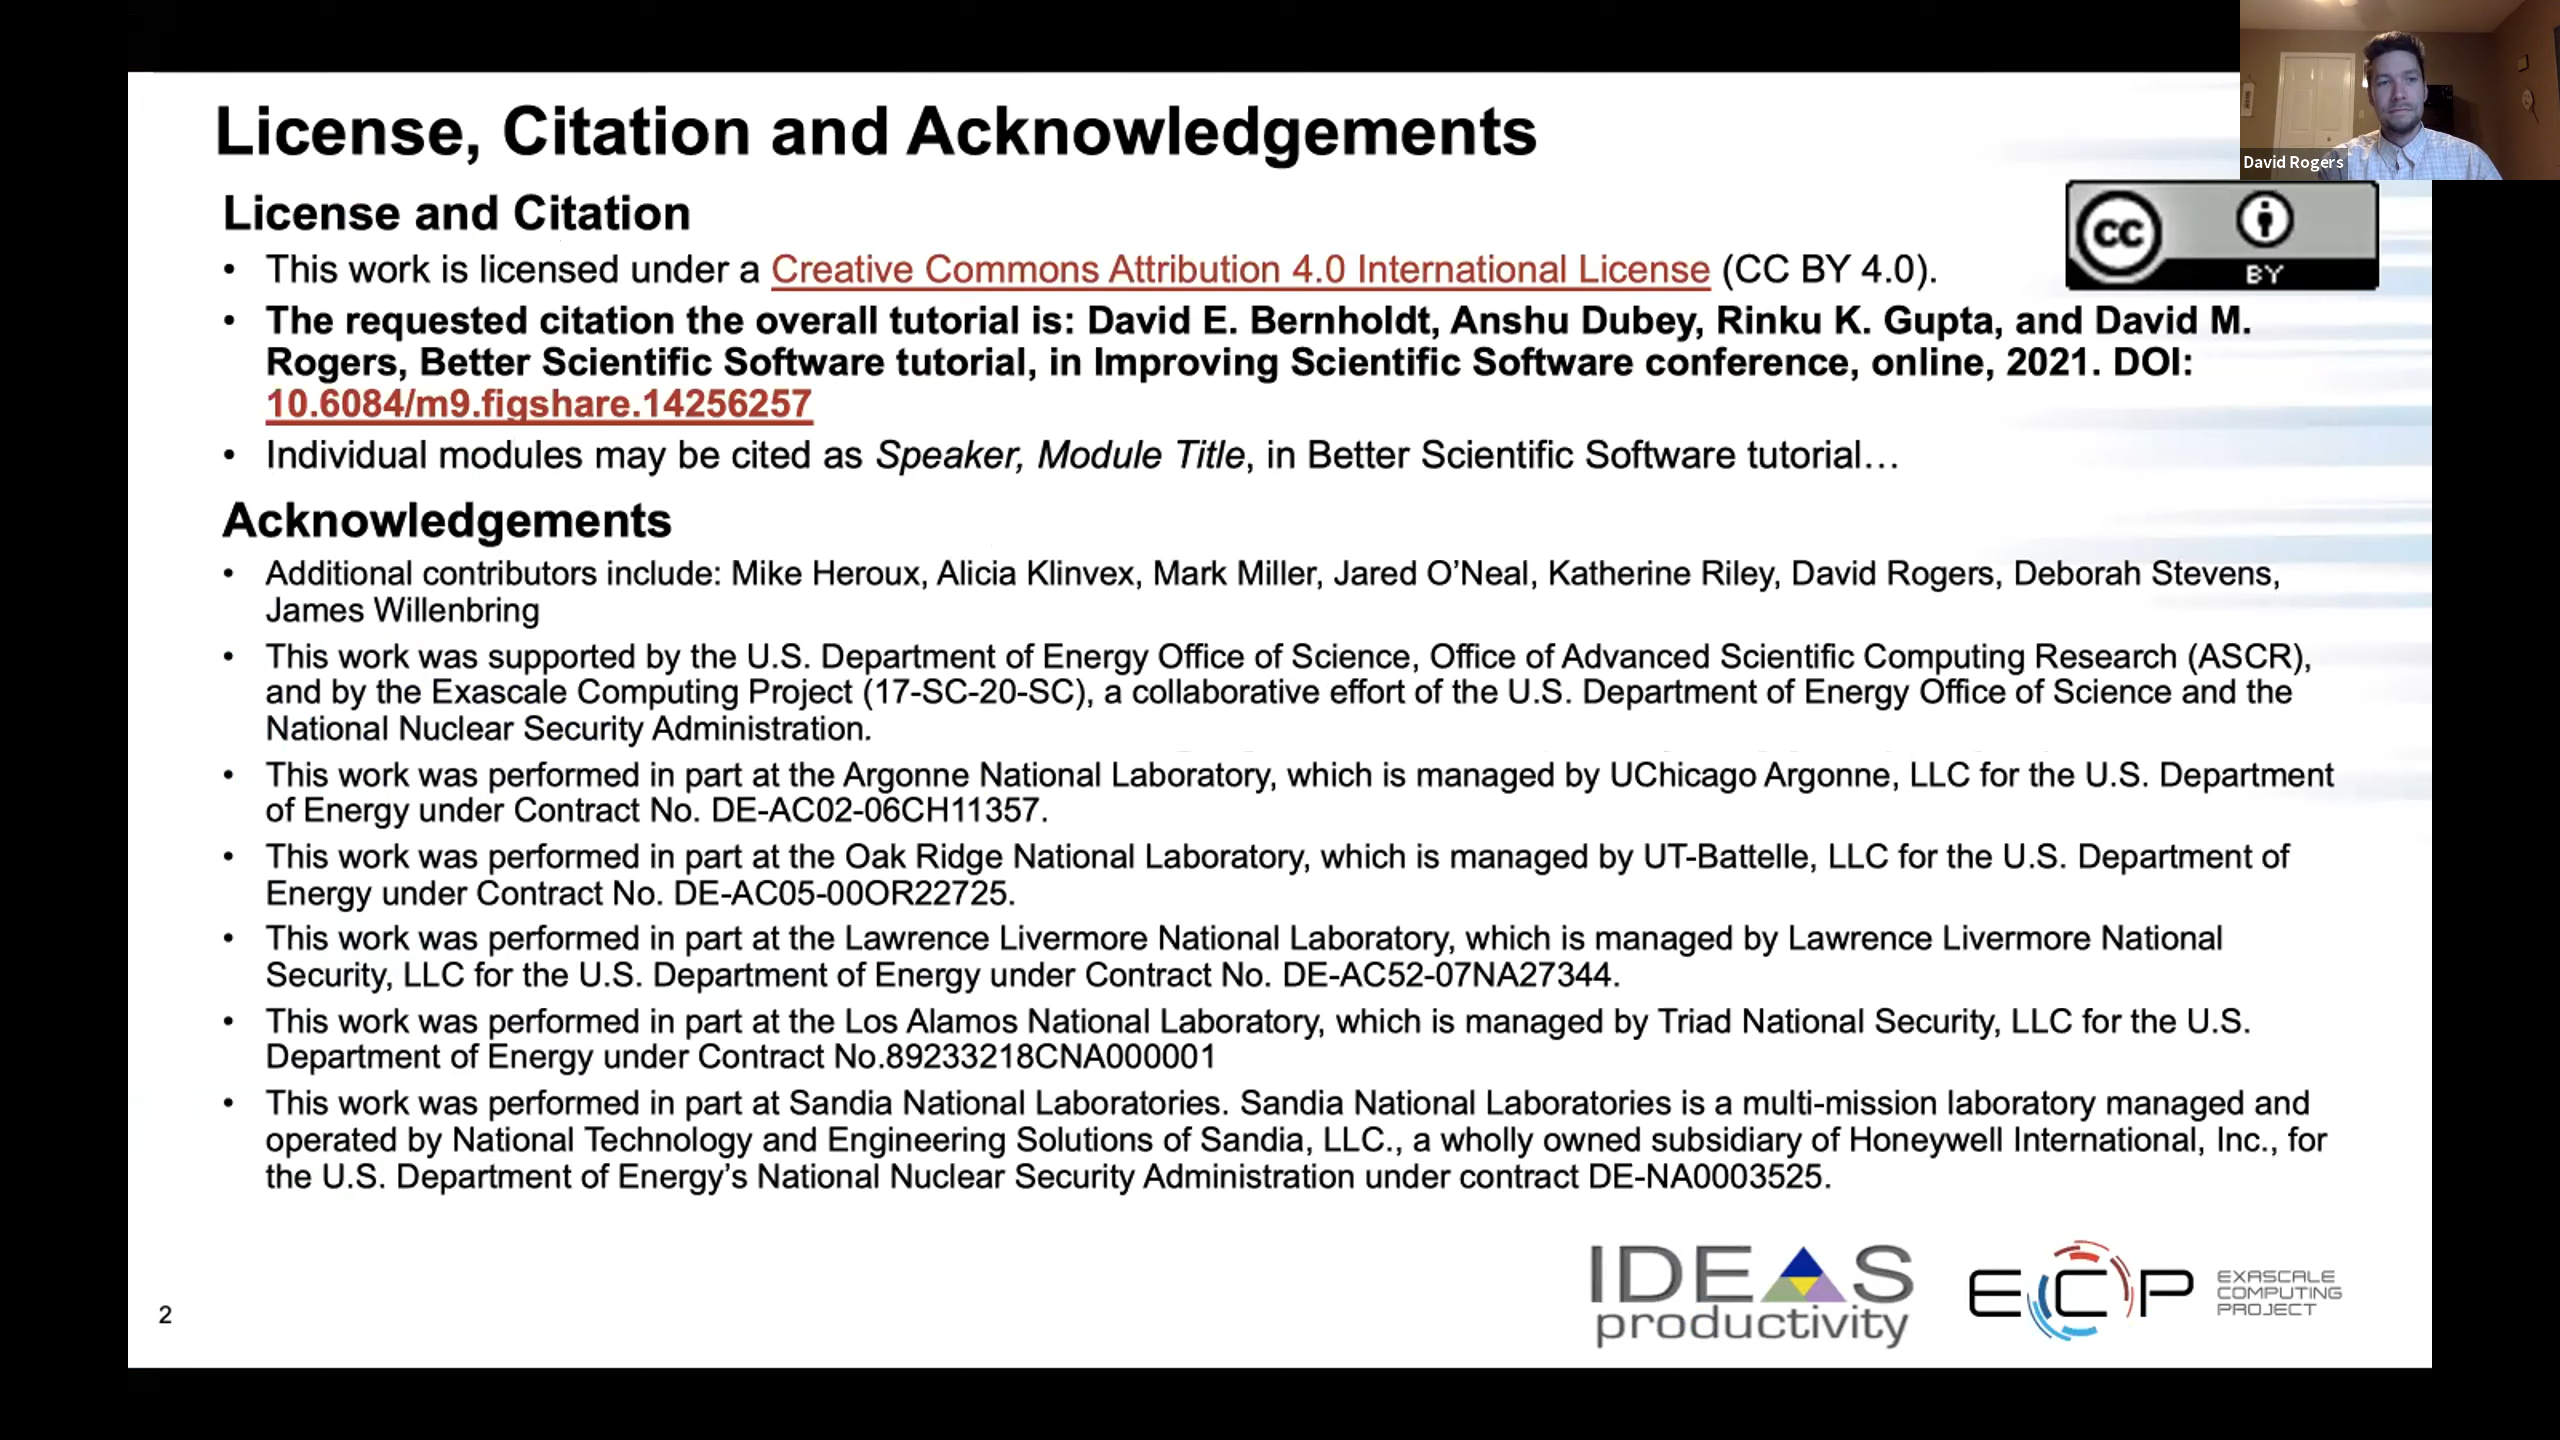 License, Citation and Acknowledgements
David Rogers
License and Citation
CC BY
• This work is licensed under a Creative Commons Attribution 4.0 International License (CC BY 4.0).
• The requested citation the overall tutorial is: David E. Bernholdt, Anshu Dubey, Rinku K. Gupta, and David M.
Rogers, Better Scientific Software tutorial, in Improving Scientific Software conference, online, 2021. DOI:
10.6084/m9.figshare.14256257
• Individual modules may be cited as Speaker, Module Title, in Better Scientific Software tutorial…
Acknowledgements
• Additional contributors include: Mike Heroux, Alicia Klinvex, Mark Miller, Jared O’Neal, Katherine Riley, David Rogers, Deborah Stevens,
James Willenbring
• This work was supported by the U.S. Department of Energy Office of Science, Office of Advanced Scientific Computing Research (ASCR),
and by the Exascale Computing Project (17-SC-20-SC), a collaborative effort of the U.S. Department of Energy Office of Science and the
National Nuclear Security Administration.
• This work was performed in part at the Argonne National Laboratory, which is managed by UChicago Argonne, LLC for the U.S. Department
of Energy under Contract No. DE-AC02-06CH11357.
• This work was performed in part at the Oak Ridge National Laboratory, which is managed by UT-Battelle, LLC for the U.S. Department of
Energy under Contract No. DE-AC05-00OR22725.
• This work was performed in part at the Lawrence Livermore National Laboratory, which is managed by Lawrence Livermore National
Security, LLC for the U.S. Department of Energy under Contract No. DE-AC52-07NA27344.
• This work was performed in part at the Los Alamos National Laboratory, which is managed by Triad National Security, LLC for the U.S.
Department of Energy under Contract No.89233218CNA000001
• This work was performed in part at Sandia National Laboratories. Sandia National Laboratories is a multi-mission laboratory managed and
operated by National Technology and Engineering Solutions of Sandia, LLC., a wholly owned subsidiary of Honeywell International, Inc., for
the U.S. Department of Energy’s National Nuclear Security Administration under contract DE-NA0003525.
2
IDEAS
productivity
ECP
EXASCALE
COMPUTING
PROJECT